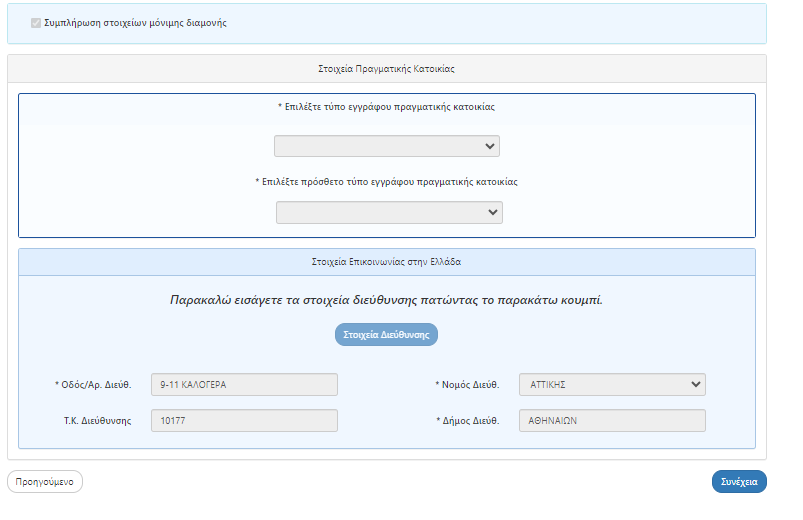 Συμπλήρωση στοιχείων μόνιμης διαμονής
Στοιχεία Πραγματικής Κατοικίας
* Επιλέξτε τύπο εγγράφου πραγματικής κατοικίας
* Επιλέξτε πρόσθετο τύπο εγγράφου πραγματικής κατοικίας
Στοιχεία Επικοινωνίας στην Ελλάδα
Παρακαλώ εισάγετε τα στοιχεία διεύθυνσης πατώντας το παρακάτω κουμπί.
Στοιχεία Διεύθυνσης
* Οδός/Αρ. Διεύθ. 9-11 ΚΑΛΟΓΕΡΑ * Νομός Διεύθ. ΑΤΤΙΚΗΣ
Τ.Κ. Διεύθυνσης 10177 * Δήμος Διεύθ. ΑΘΗΝΑΙΩΝ
Προηγούμενο Συνέχεια